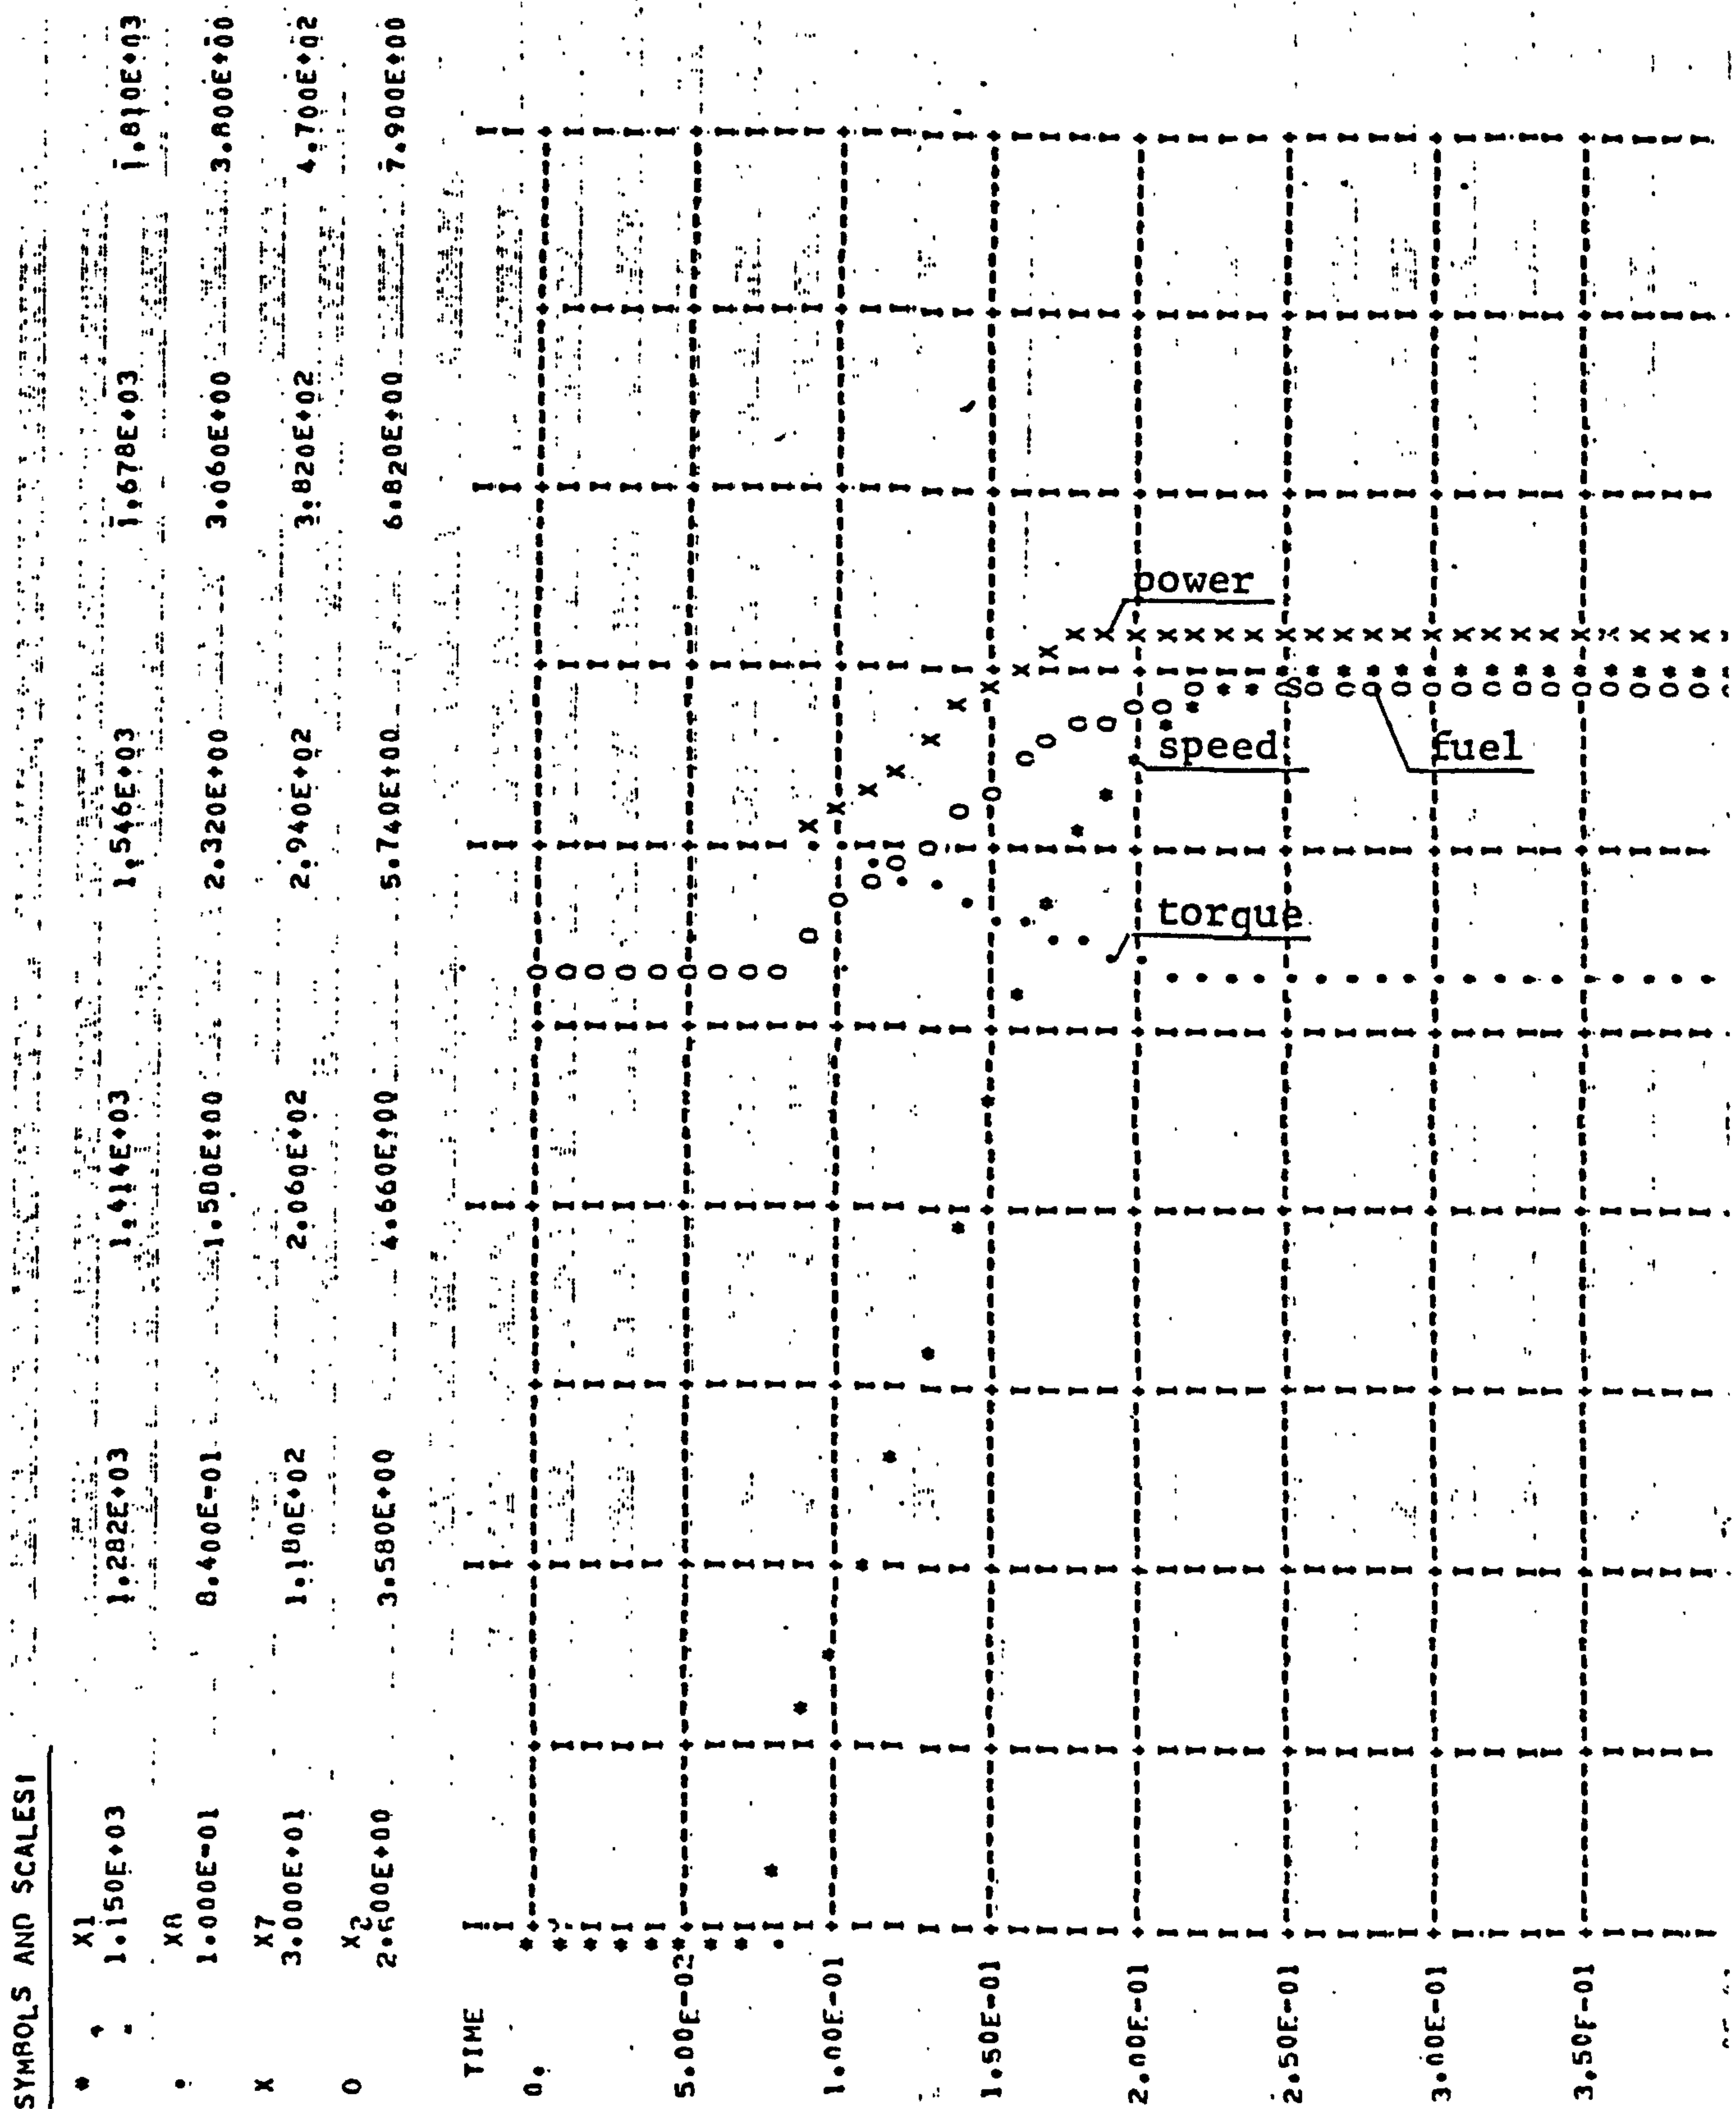 SYMBOLS AND SCALES!
* X1
1.150E+03 1.282E+03 1.414E+03 1.546E+03 1.678E+03 1.810E+03
. X8
1.000E-01 8.400E-01 1.580E+00 2.320E+00 3.060E+00 3.800E+00
X X7
3.000E+01 1.180E+02 2.060E+02 2.940E+02 3.820E+02 4.700E+02
O X2
2.500E+00 3.580E+00 4.660E+00 5.740E+00 6.820E+00 7.900E+00
TIME
0.
5.00E-02
1.00E-01
1.50E-01
2.00E-01
2.50E-01
3.00E-01
3.50E-01
power
speed
fuel
torque